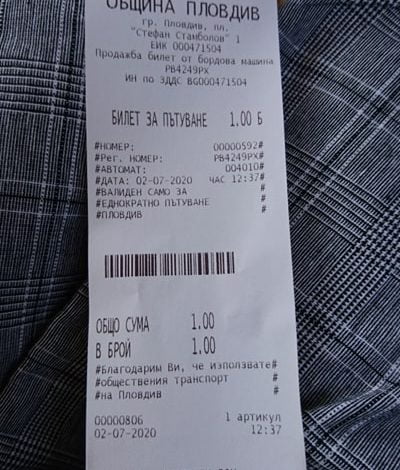 ОБЩИНА ПЛОВДИВ
гр. Пловдив, пл.
"Стефан Стамболов" 1
ЕИК 000471504
Продажба билет от бордова машина
РВ4249РХ
ИН по ЗДДС BG000471504
БИЛЕТ ЗА ПЪТУВАНЕ 1.00 Б
#НОМЕР: 00000592#
#Рег. НОМЕР: РВ4249РХ#
#АВТОМАТ: 004010#
#ДАТА: 02-07-2020 ЧАС 12:37#
#ВАЛИДЕН САМО ЗА #
#ЕДНОКРАТНО ПЪТУВАНЕ #
#ПЛОВДИВ #
ОБЩО СУМА 1.00
В БРОЙ 1.00
#Благодарим Ви, че използвате#
#обществения транспорт #
#на Пловдив #
00000806 1 артикул
02-07-2020 12:37